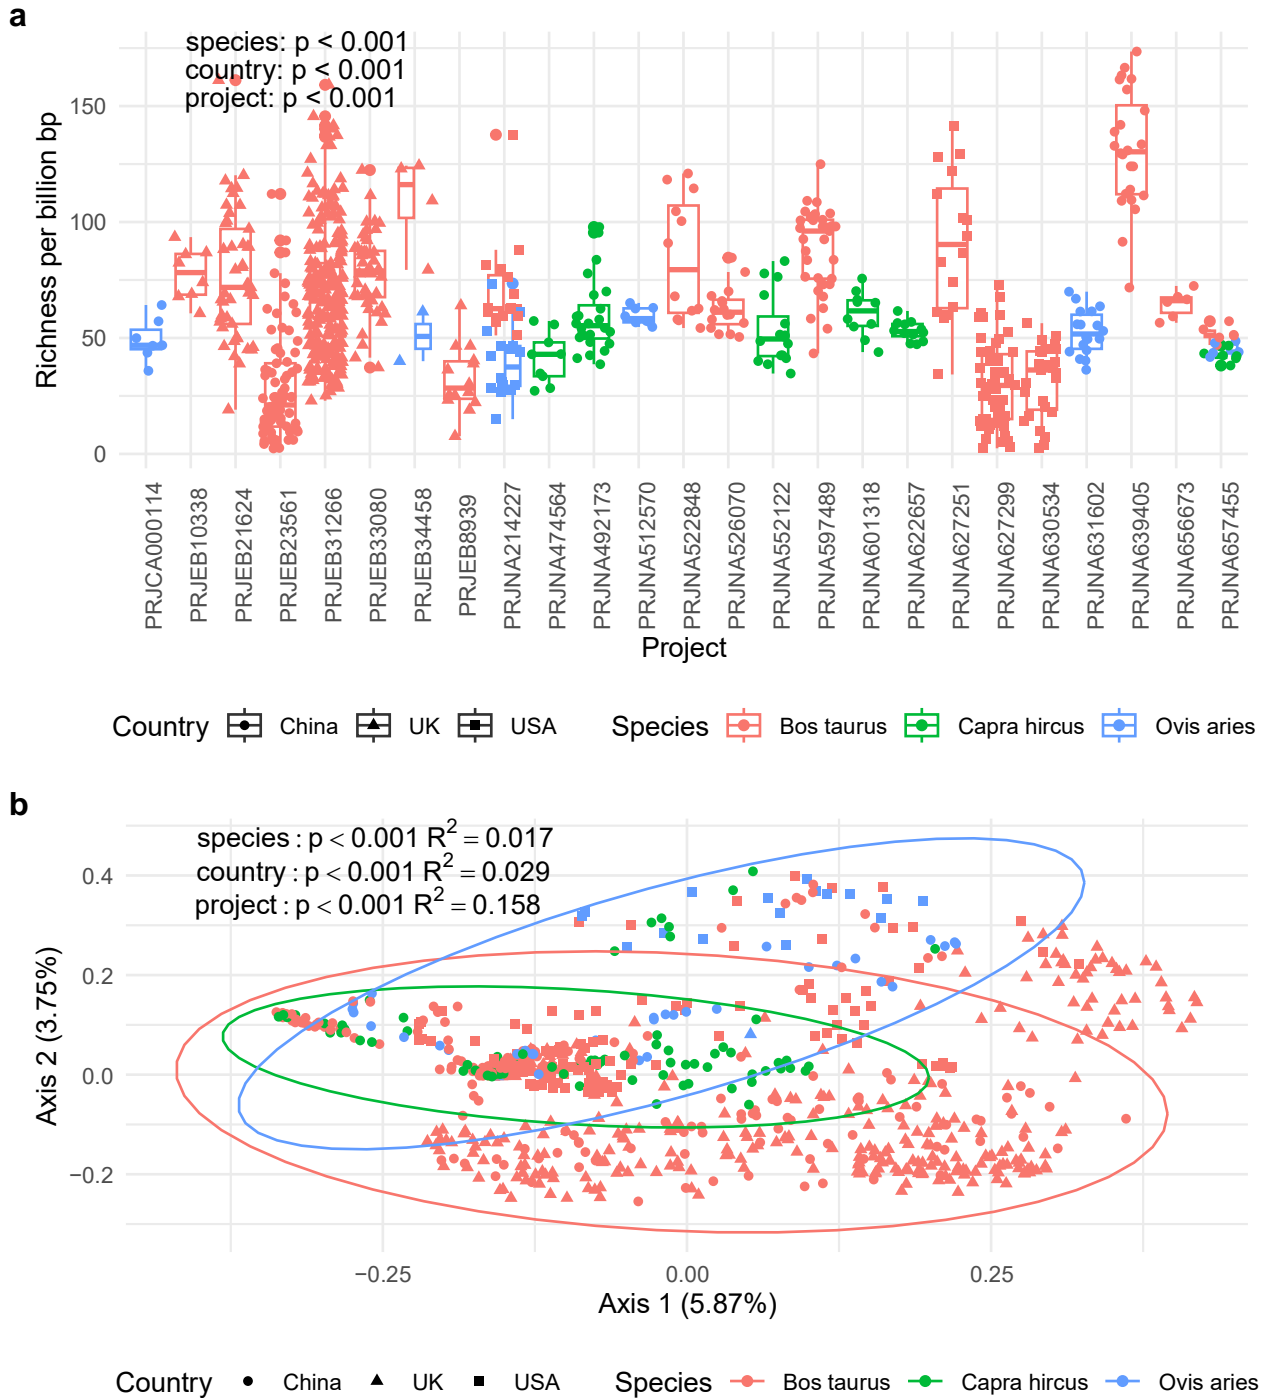 a
species: p < 0.001
country: p < 0.001
project: p < 0.001
Richness per billion bp
150
100
50
0
PRJCA000114
PRJEB10338
PRJEB21624
PRJEB23561
PRJEB31266
PRJEB33080
PRJEB34458
PRJEB8939
PRJNA214227
PRJNA474564
PRJNA492173
PRJNA512570
PRJNA522848
PRJNA526070
PRJNA552122
PRJNA597489
PRJNA601318
PRJNA622657
PRJNA627251
PRJNA627299
PRJNA630534
PRJNA631602
PRJNA639405
PRJNA656673
PRJNA657455
Project
Country China UK USA Species Bos taurus Capra hircus Ovis aries
b
species : p < 0.001 R² = 0.017
country : p < 0.001 R² = 0.029
project : p < 0.001 R² = 0.158
Axis 2 (3.75%)
0.4
0.2
0.0
−0.2
−0.25 0.00 0.25
Axis 1 (5.87%)
Country China UK USA Species Bos taurus Capra hircus Ovis aries